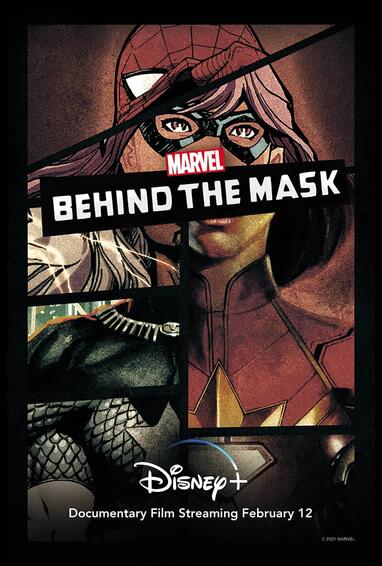 MARVEL
BEHIND THE MASK
Disney+
Documentary Film Streaming February 12
© 2021 MARVEL